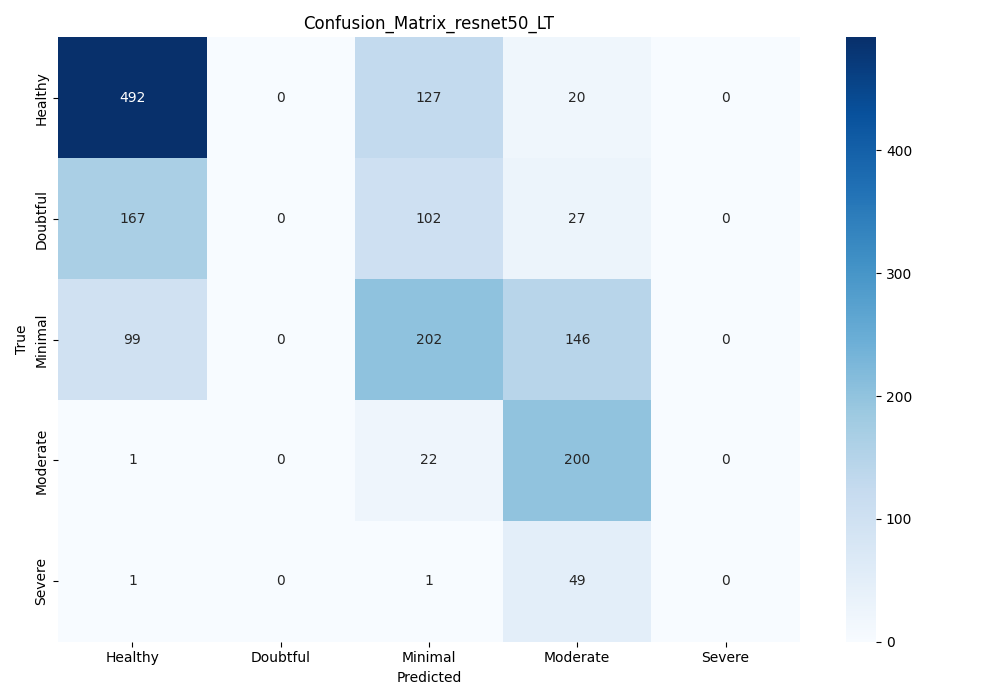 Confusion_Matrix_resnet50_LT
Healthy 492 0 127 20 0
Doubtful 167 0 102 27 0
Minimal 99 0 202 146 0
Moderate 1 0 22 200 0
Severe 1 0 1 49 0
True
Healthy Doubtful Minimal Moderate Severe
Predicted
400
300
200
100
0